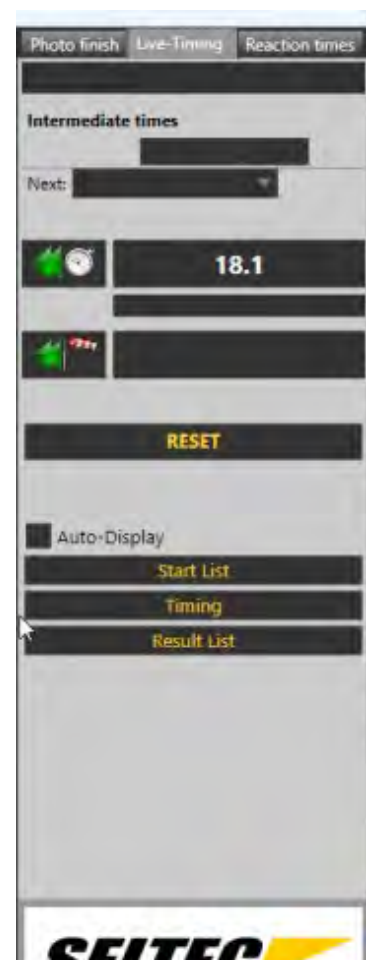 Photo finish Live-Timing Reaction times
Intermediate times
Next:
18.1
RESET
Auto-Display
Start List
Timing
Result List
SELTEC